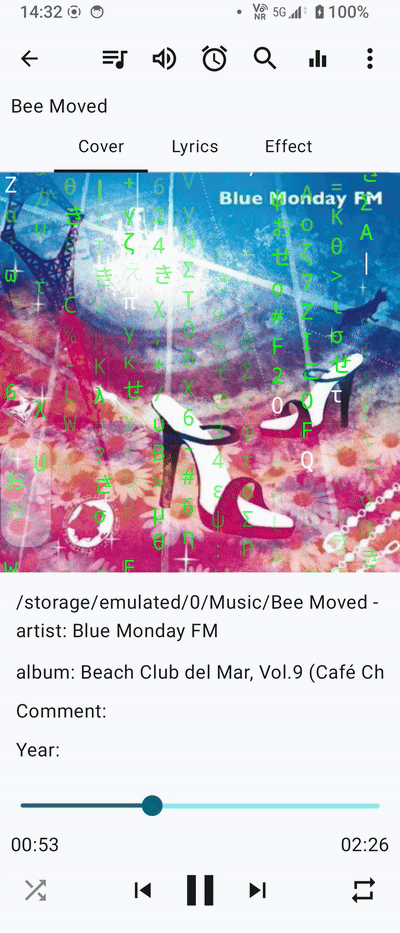 14:32
Vo NR 5G 100%
Bee Moved
Cover Lyrics Effect
Blue Monday FM
/storage/emulated/0/Music/Bee Moved -
artist: Blue Monday FM
album: Beach Club del Mar, Vol.9 (Café Ch
Comment:
Year:
00:53 02:26